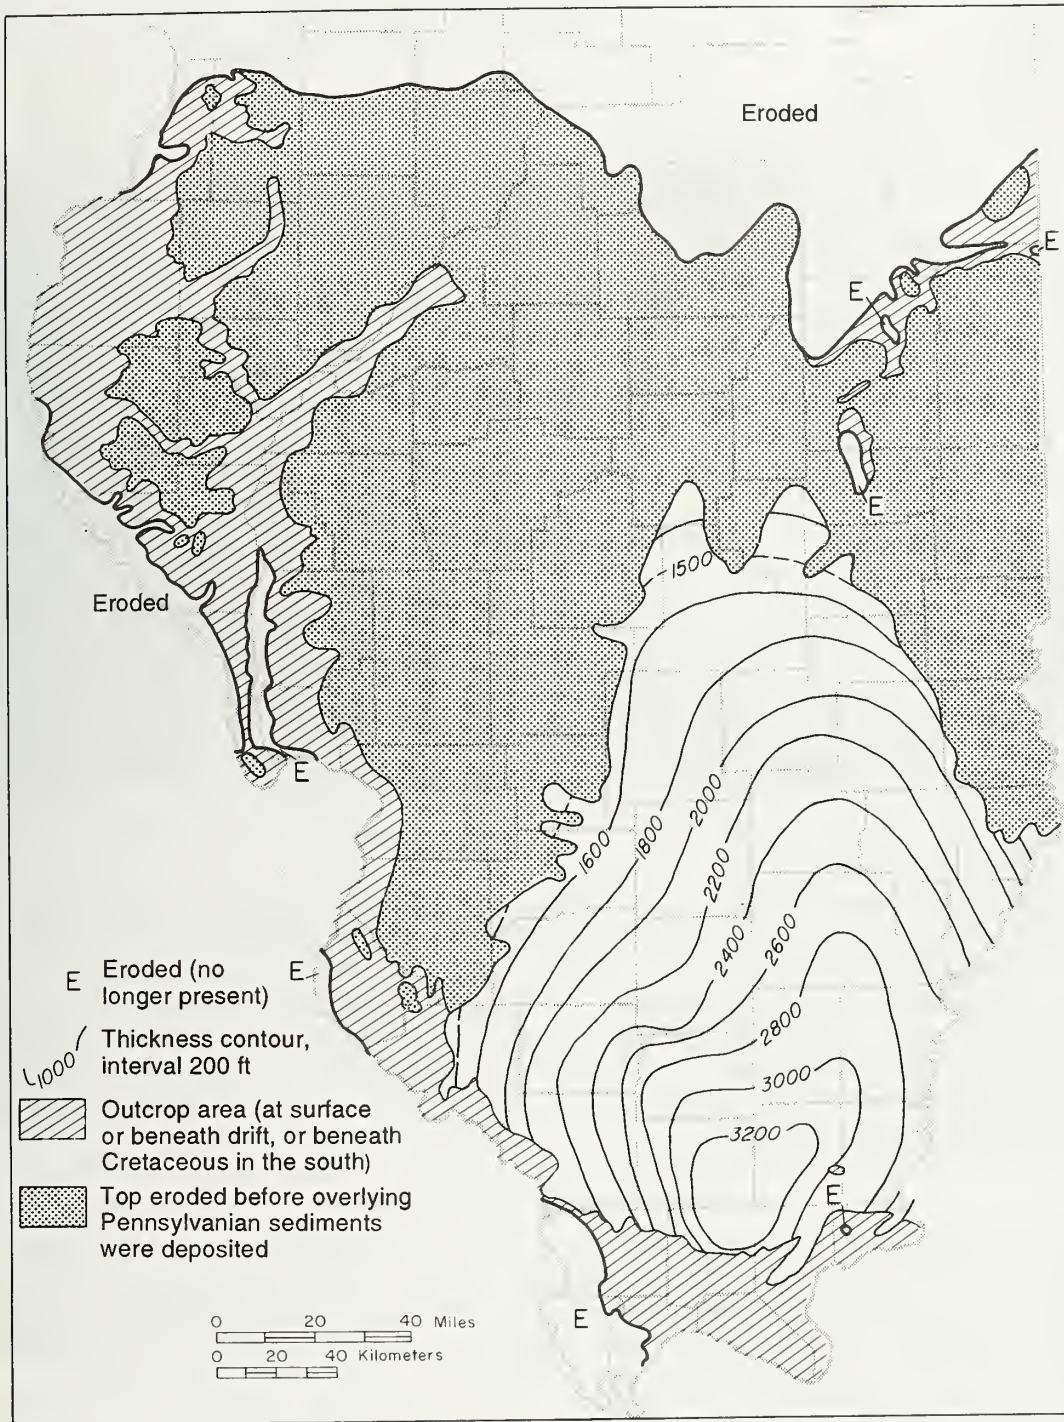 Eroded
E
E
E
1500
Eroded
E
1600
1800
2000
2200
2400
2600
2800
3000
3200
E
E
E
E Eroded (no
longer present)
1000 Thickness contour,
interval 200 ft
Outcrop area (at surface
or beneath drift, or beneath
Cretaceous in the south)
Top eroded before overlying
Pennsylvanian sediments
were deposited
0 20 40 Miles
0 20 40 Kilometers